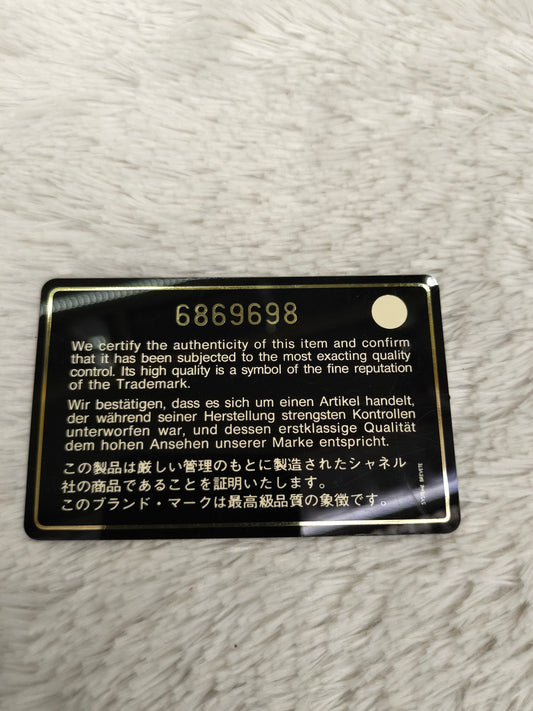 6869698
We certify the authenticity of this item and confirm
that it has been subjected to the most exacting quality
control. Its high quality is a symbol of the fine reputation
of the Trademark.
Wir bestätigen, dass es sich um einen Artikel handelt,
der während seiner Herstellung strengsten Kontrollen
unterworfen war, und dessen erstklassige Qualität
dem hohen Ansehen unserer Marke entspricht.
この製品は厳しい管理のもとに製造されたシャネル
社の商品であることを証明いたします。
このブランド・マークは最高級品質の象徴です。